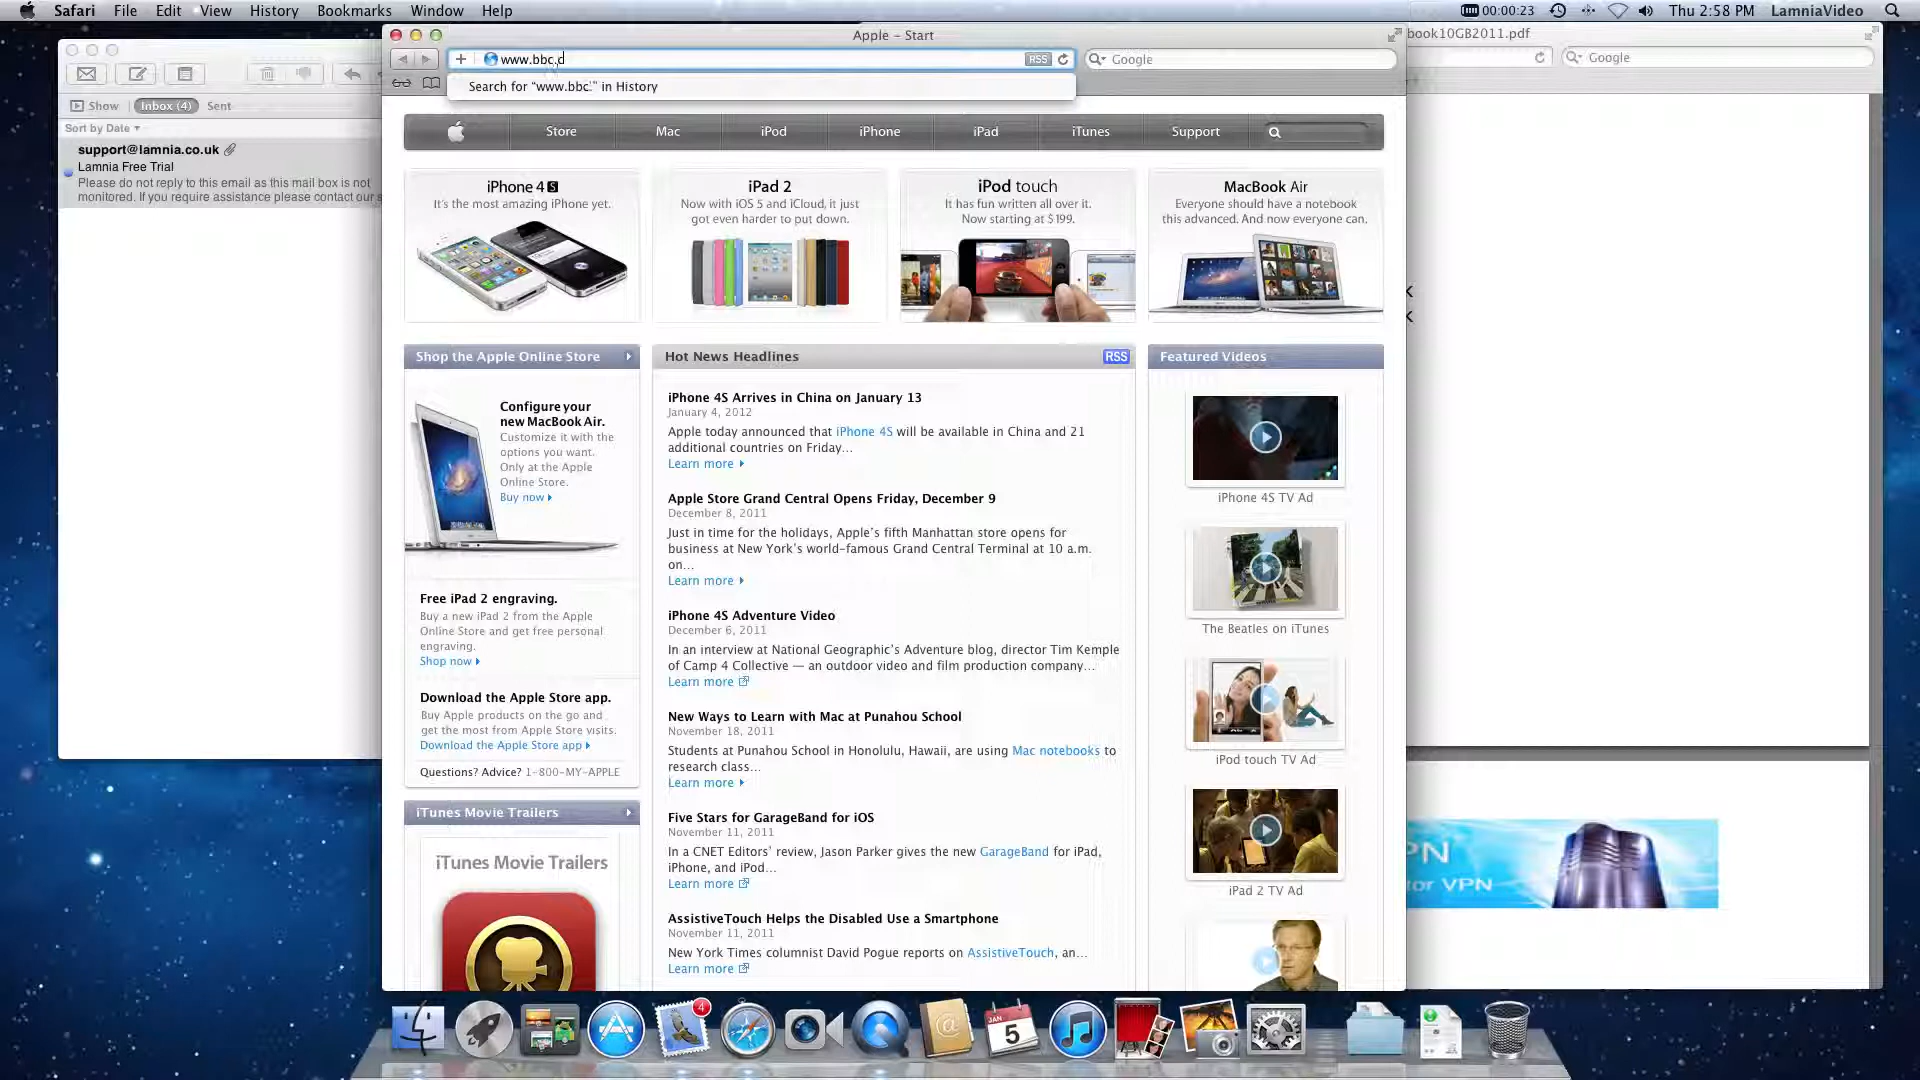 Safari File Edit View History Bookmarks Window Help
00:00:23 Thu 2:58 PM LamniaVideo
Apple – Start
book10GB2011.pdf
www.bbc.c
RSS
Google
Google
Search for "www.bbc." in History
Show Inbox (4) Sent
Sort by Date
support@lamnia.co.uk
Lamnia Free Trial
Please do not reply to this email as this mail box is not
monitored. If you require assistance please contact our s
Store Mac iPod iPhone iPad iTunes Support
iPhone 4S
It's the most amazing iPhone yet.
iPad 2
Now with iOS 5 and iCloud, it just
got even harder to put down.
iPod touch
It has fun written all over it.
Now starting at $199.
MacBook Air
Everyone should have a notebook
this advanced. And now everyone can.
Shop the Apple Online Store
Configure your
new MacBook Air.
Customize it with the
options you want.
Only at the Apple
Online Store.
Buy now
Free iPad 2 engraving.
Buy a new iPad 2 from the Apple
Online Store and get free personal
engraving.
Shop now
Download the Apple Store app.
Buy Apple products on the go and
get the most from Apple Store visits.
Download the Apple Store app
Questions? Advice? 1-800-MY-APPLE
iTunes Movie Trailers
iTunes Movie Trailers
Hot News Headlines
RSS
iPhone 4S Arrives in China on January 13
January 4, 2012
Apple today announced that iPhone 4S will be available in China and 21
additional countries on Friday…
Learn more
Apple Store Grand Central Opens Friday, December 9
December 8, 2011
Just in time for the holidays, Apple's fifth Manhattan store opens for
business at New York's world-famous Grand Central Terminal at 10 a.m.
on…
Learn more
iPhone 4S Adventure Video
December 6, 2011
In an interview at National Geographic's Adventure blog, director Tim Kemple
of Camp 4 Collective — an outdoor video and film production company…
Learn more
New Ways to Learn with Mac at Punahou School
November 18, 2011
Students at Punahou School in Honolulu, Hawaii, are using Mac notebooks to
research class…
Learn more
Five Stars for GarageBand for iOS
November 11, 2011
In a CNET Editors' review, Jason Parker gives the new GarageBand for iPad,
iPhone, and iPod…
Learn more
AssistiveTouch Helps the Disabled Use a Smartphone
November 11, 2011
New York Times columnist David Pogue reports on AssistiveTouch, an…
Learn more
Featured Videos
iPhone 4S TV Ad
The Beatles on iTunes
iPod touch TV Ad
iPad 2 TV Ad
k
k
PN
tor VPN
4
JAN
5